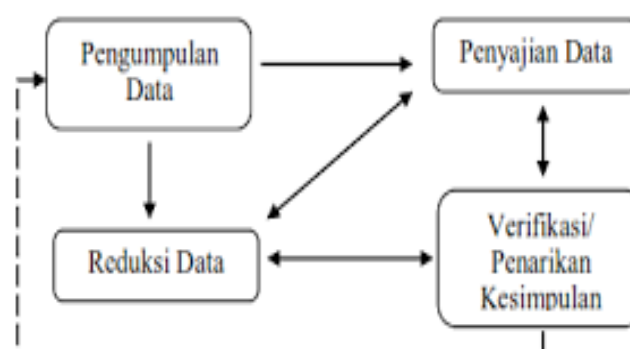 Pengumpulan
Data
Penyajian Data
Reduksi Data
Verifikasi/
Penarikan
Kesimpulan